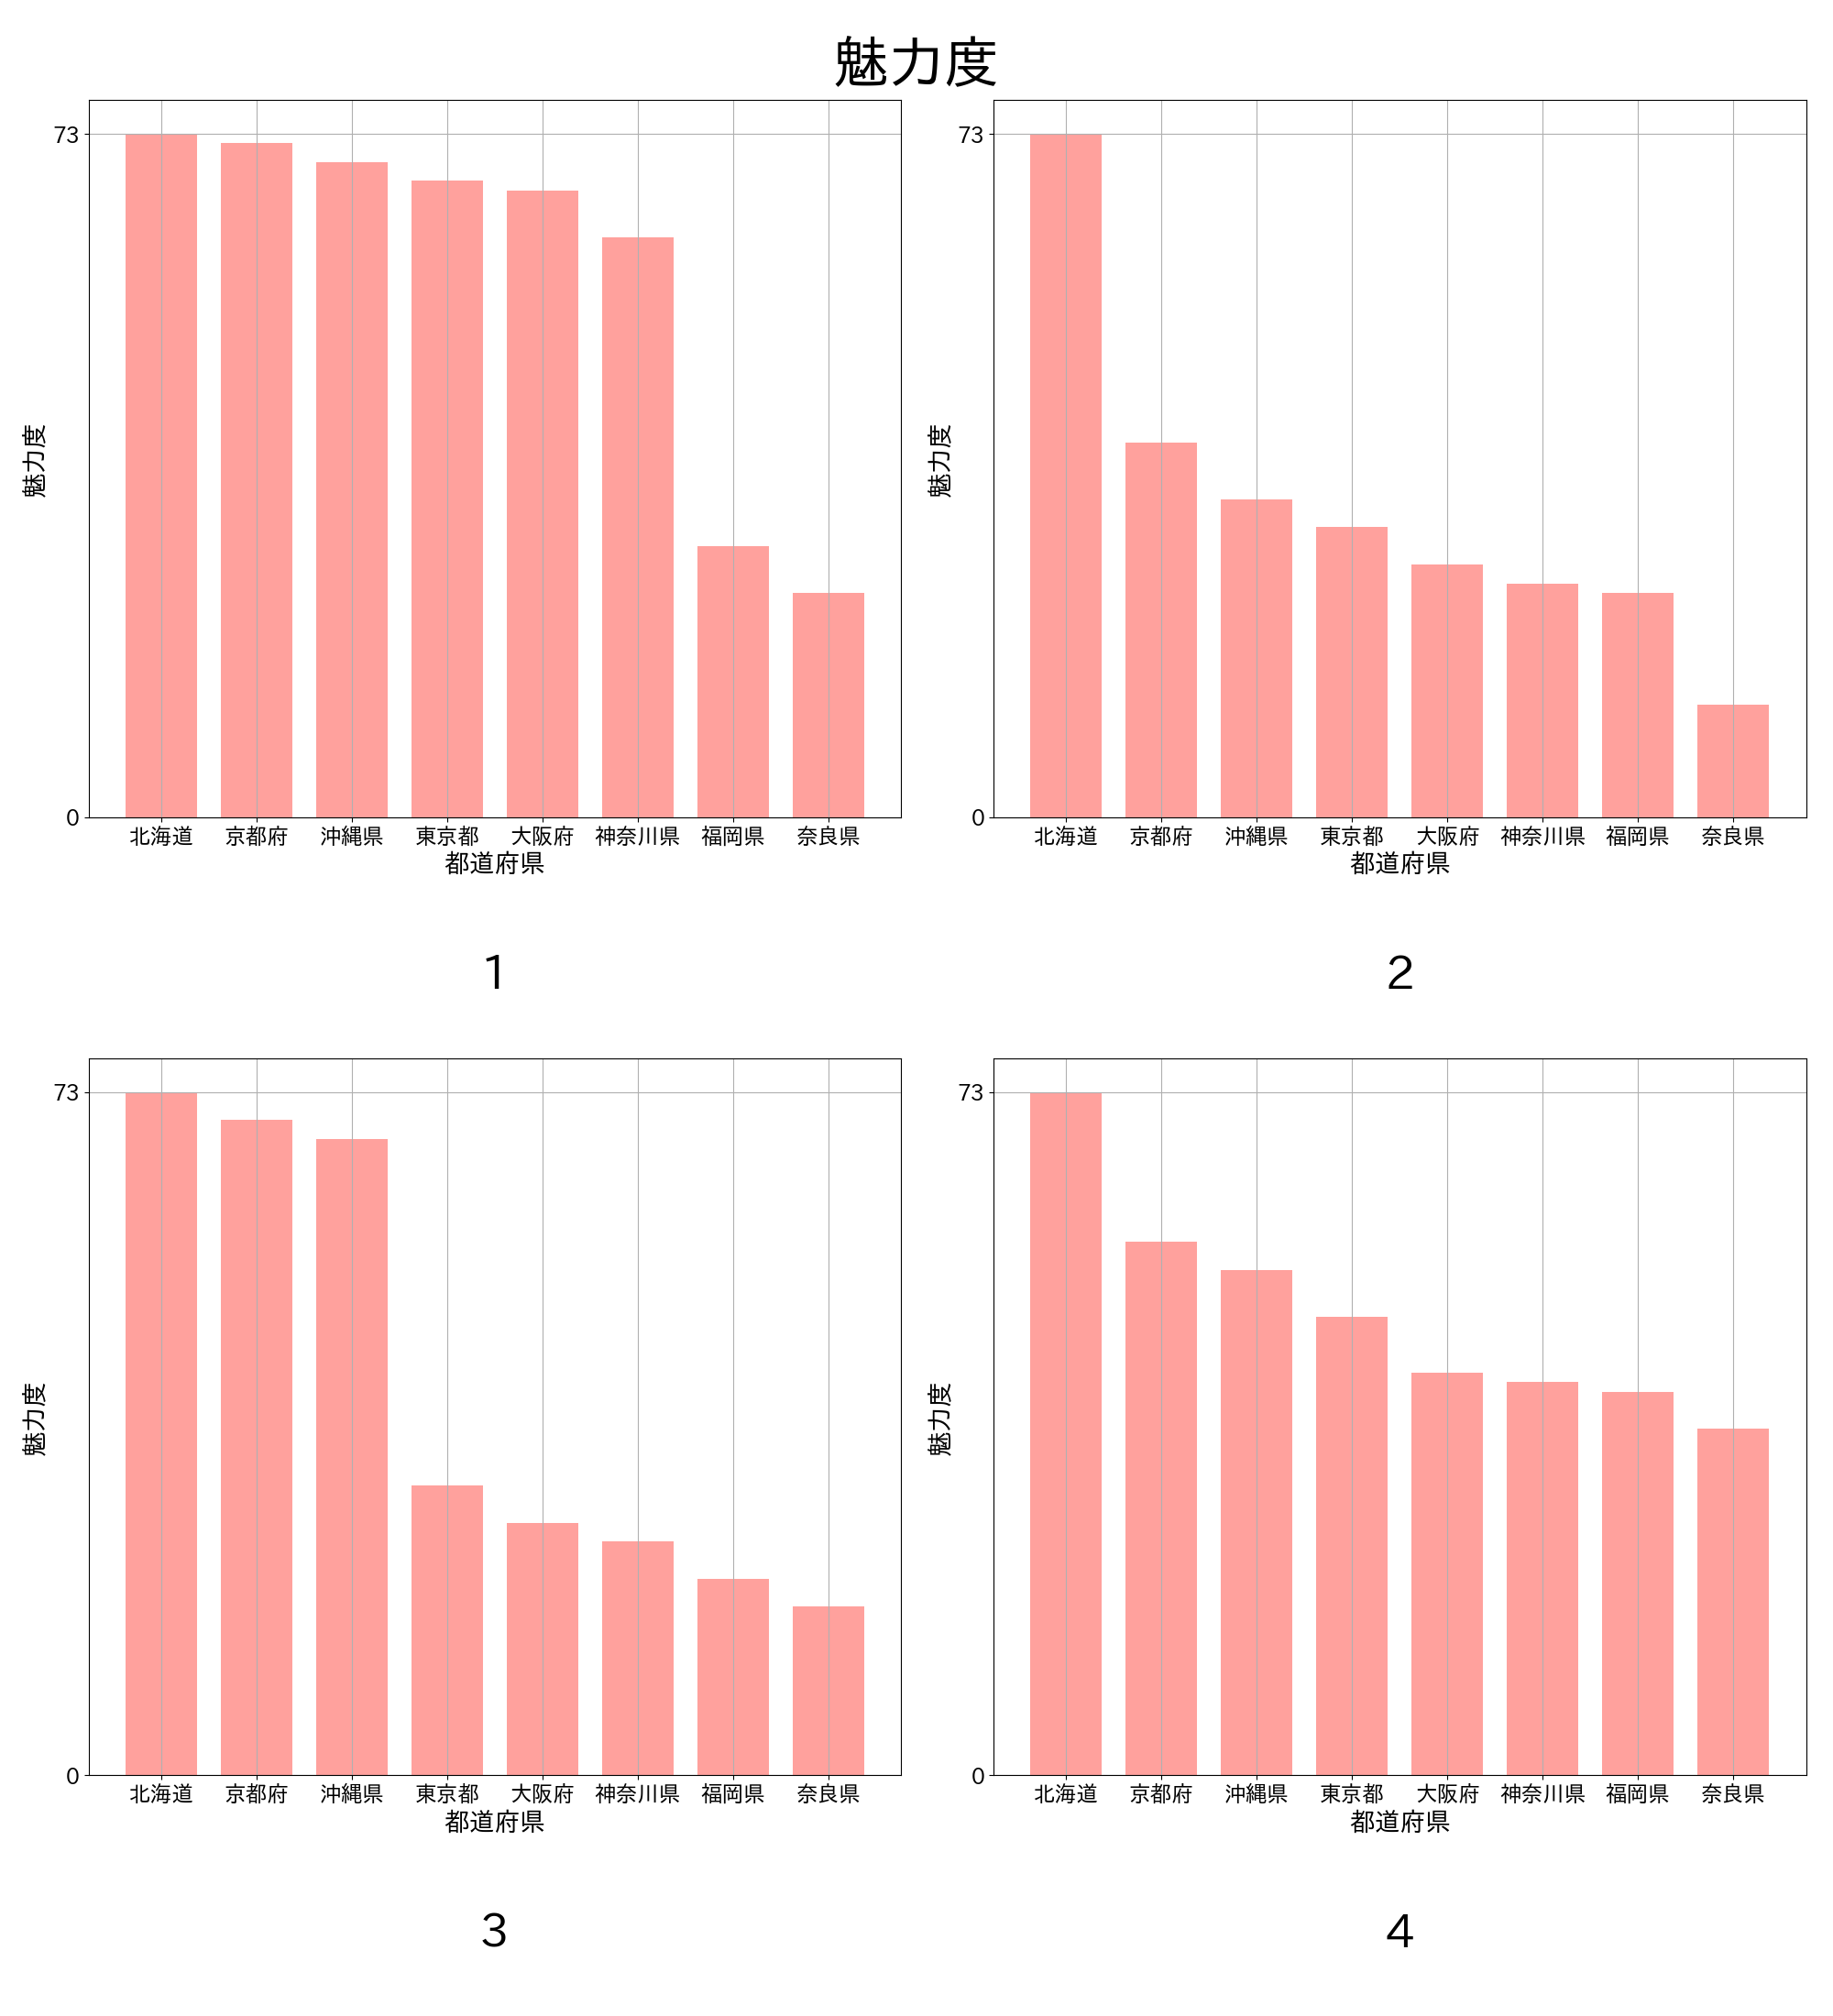 魅力度
73
0
魅力度
北海道 京都府 沖縄県 東京都 大阪府 神奈川県 福岡県 奈良県
都道府県
1
73
0
魅力度
北海道 京都府 沖縄県 東京都 大阪府 神奈川県 福岡県 奈良県
都道府県
2
73
0
魅力度
北海道 京都府 沖縄県 東京都 大阪府 神奈川県 福岡県 奈良県
都道府県
3
73
0
魅力度
北海道 京都府 沖縄県 東京都 大阪府 神奈川県 福岡県 奈良県
都道府県
4